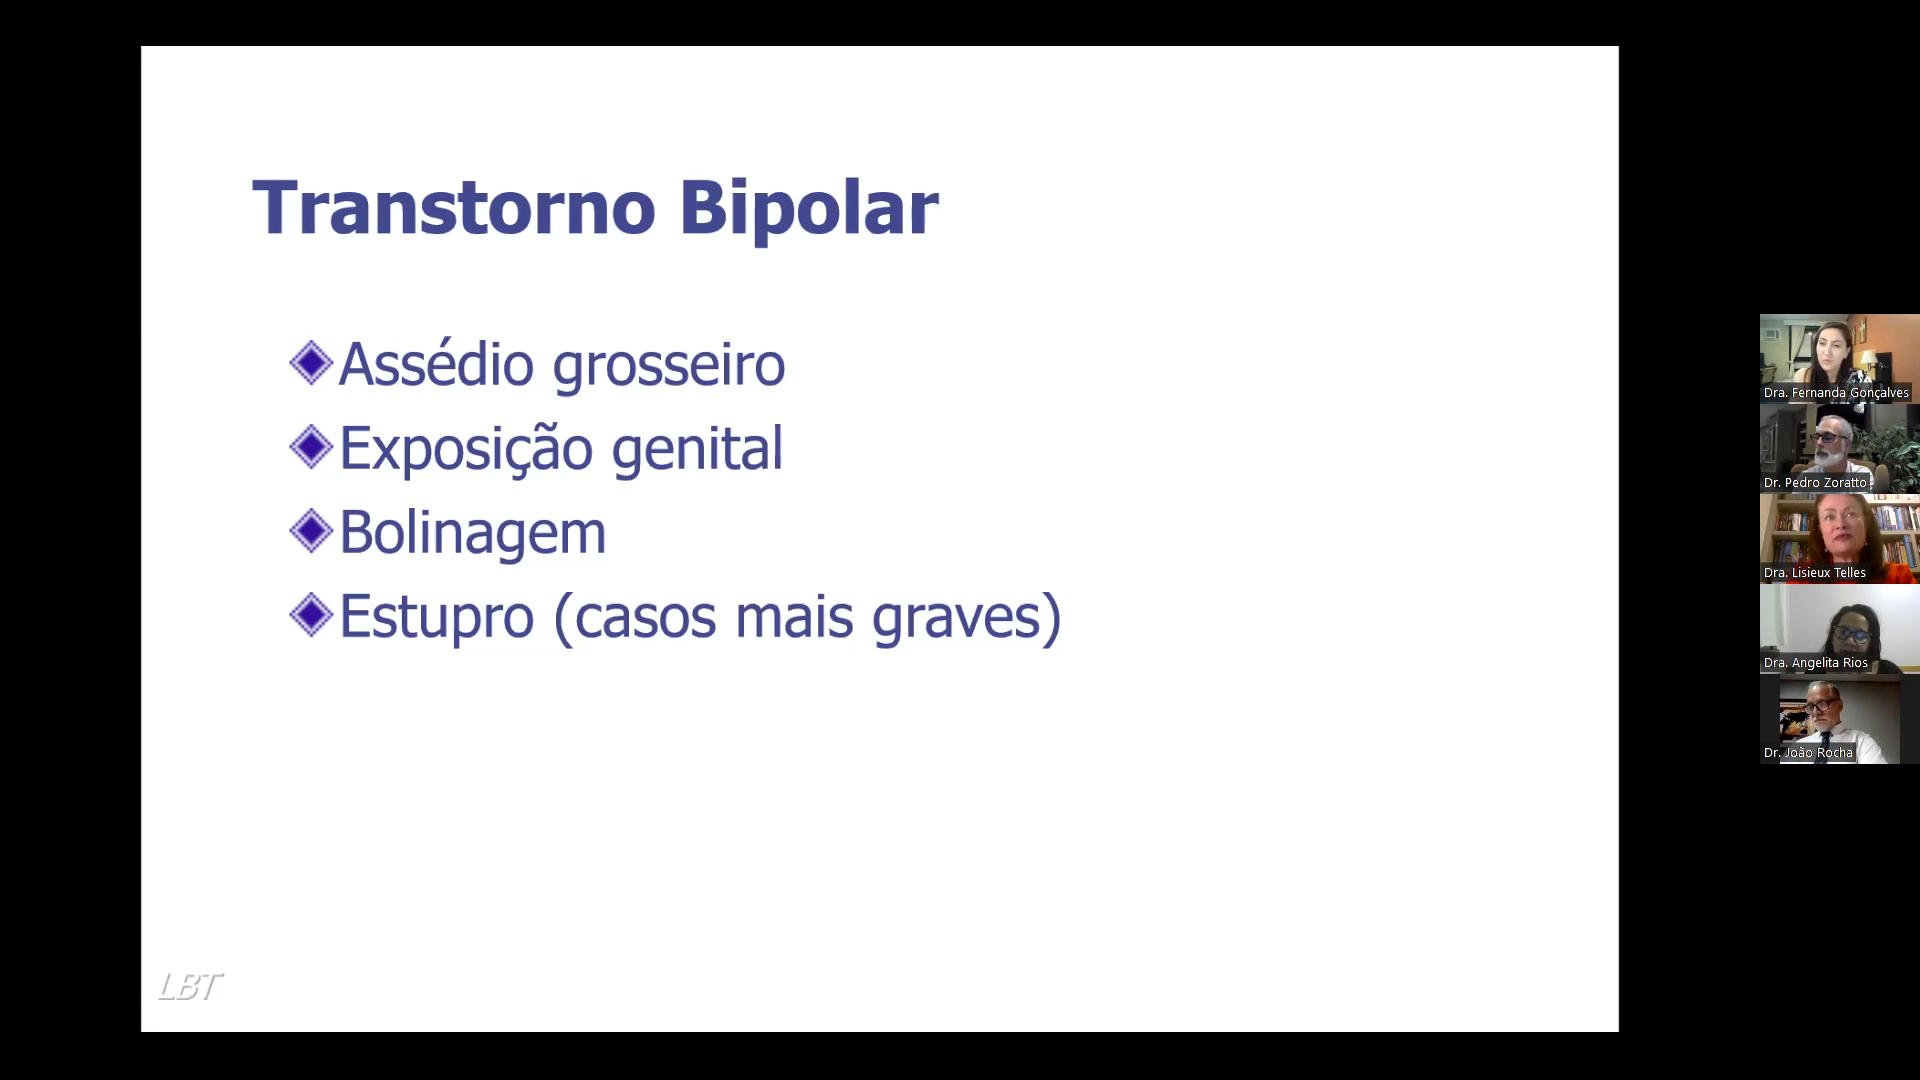 Transtorno Bipolar
Assédio grosseiro
Exposição genital
Bolinagem
Estupro (casos mais graves)
LBT
Dra. Fernanda Gonçalves
Dr. Pedro Zoratto
Dra. Lisieux Telles
Dra. Angelita Rios
Dr. João Rocha